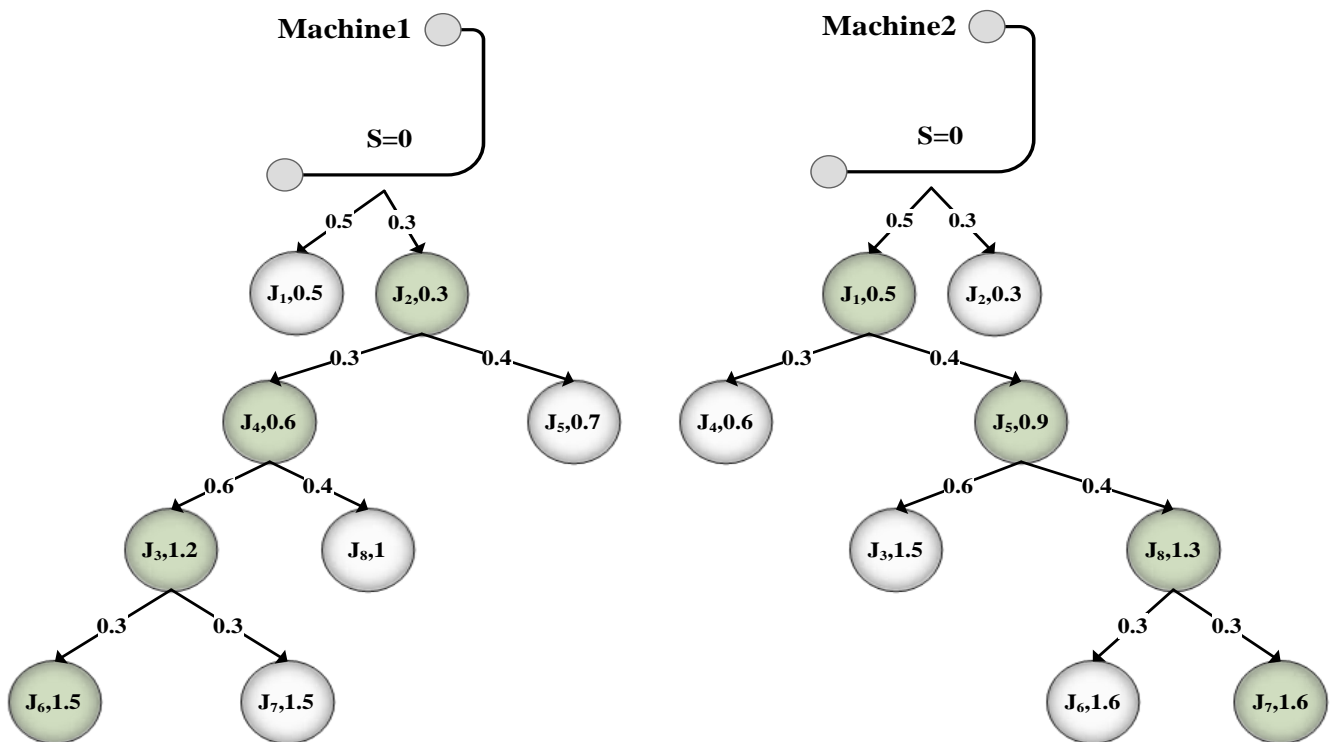 Machine1
S=0
0.5 0.3
J₁,0.5 J₂,0.3
0.3 0.4
J₄,0.6 J₅,0.7
0.6 0.4
J₃,1.2 J₈,1
0.3 0.3
J₆,1.5 J₇,1.5
Machine2
S=0
0.5 0.3
J₁,0.5 J₂,0.3
0.3 0.4
J₄,0.6 J₅,0.9
0.6 0.4
J₃,1.5 J₈,1.3
0.3 0.3
J₆,1.6 J₇,1.6